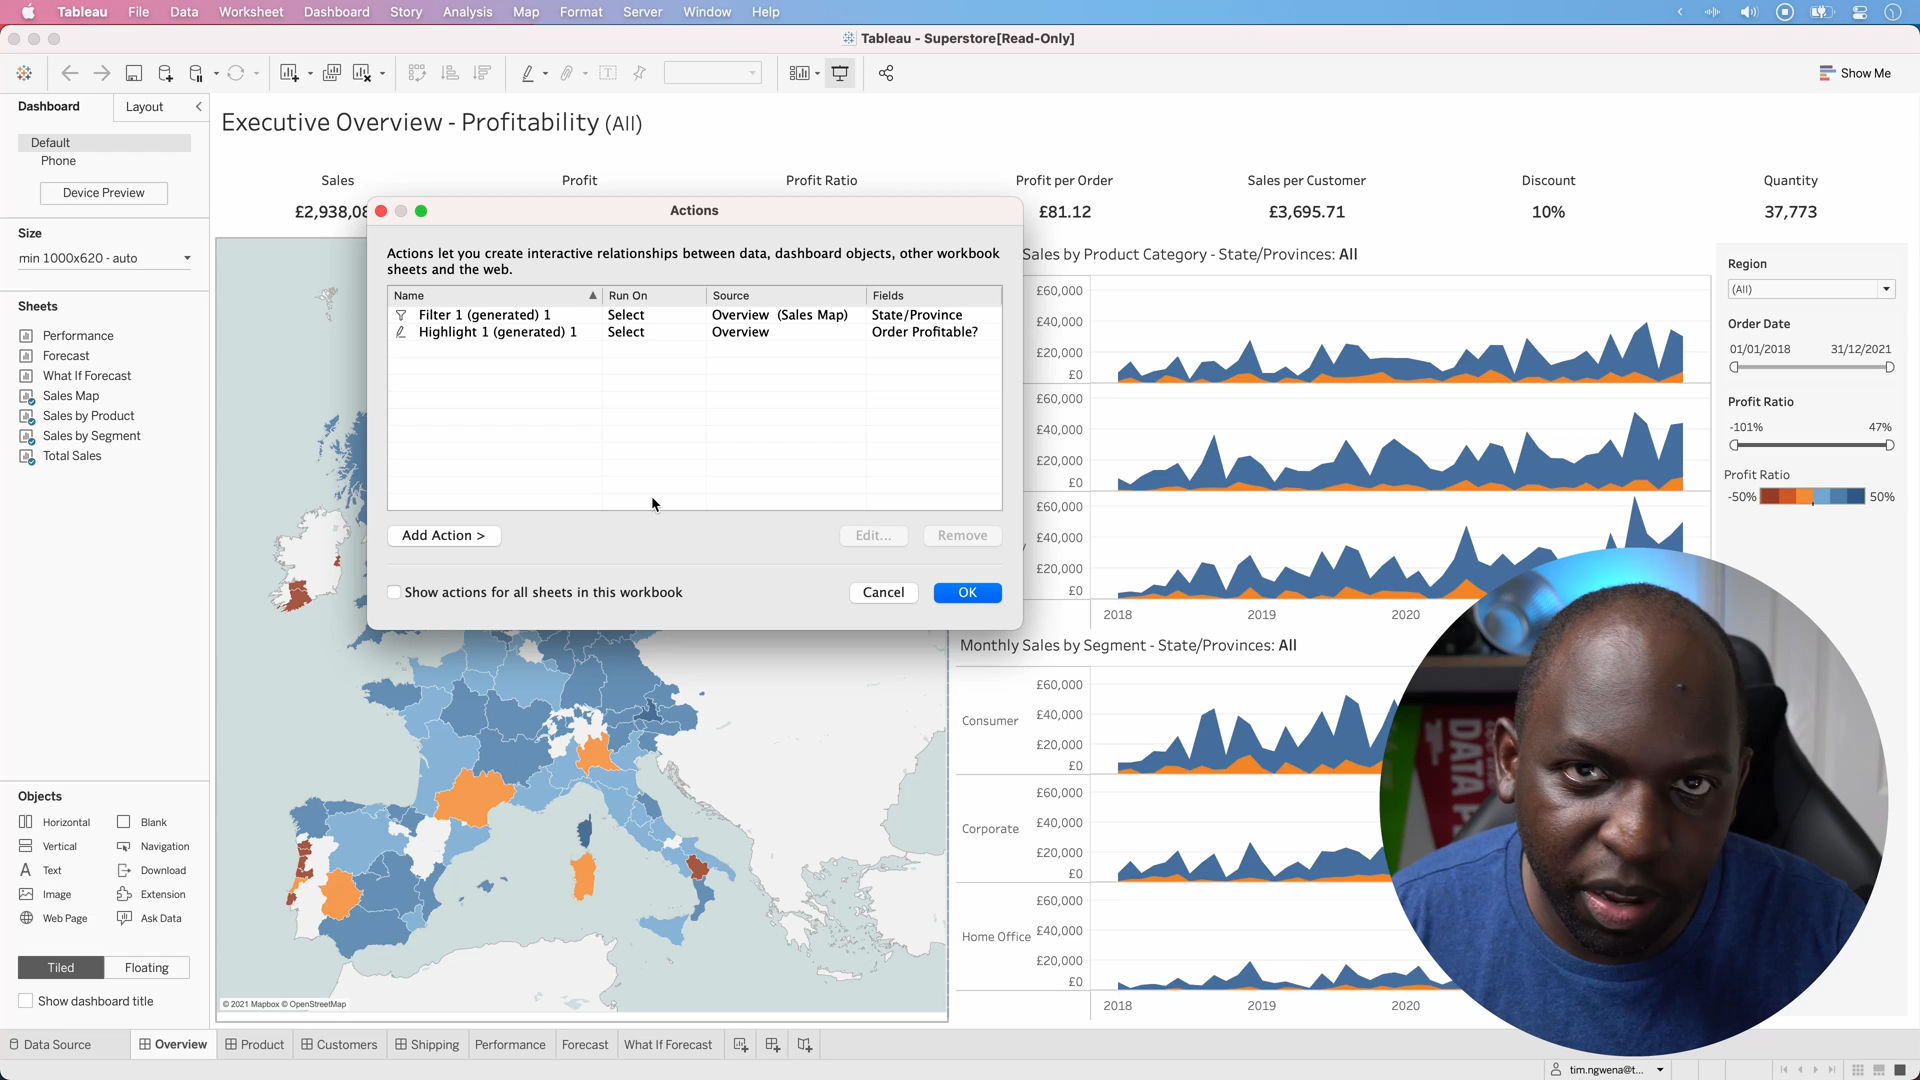 Tableau File Data Worksheet Dashboard Story Analysis Map Format Server Window Help
Tableau - Superstore[Read-Only]
Show Me
Dashboard Layout
Default
Phone
Device Preview
Size
min 1000x620 - auto
Sheets
Performance
Forecast
What If Forecast
Sales Map
Sales by Product
Sales by Segment
Total Sales
Objects
Horizontal Blank
Vertical Navigation
Text Download
Image Extension
Web Page Ask Data
Tiled Floating
Show dashboard title
Executive Overview - Profitability (All)
Sales Profit Profit Ratio Profit per Order Sales per Customer Discount Quantity
£2,938,08 £81.12 £3,695.71 10% 37,773
Actions
Actions let you create interactive relationships between data, dashboard objects, other workbook
sheets and the web.
Name Run On Source Fields
Filter 1 (generated) 1 Select Overview (Sales Map) State/Province
Highlight 1 (generated) 1 Select Overview Order Profitable?
Add Action > Edit... Remove
Show actions for all sheets in this workbook Cancel OK
Sales by Product Category - State/Provinces: All
£60,000
£40,000
£20,000
£0
£60,000
£40,000
£20,000
£0
£60,000
£40,000
£20,000
£0
2018 2019 2020
Monthly Sales by Segment - State/Provinces: All
Consumer
£60,000
£40,000
£20,000
£0
Corporate
£60,000
£40,000
£20,000
£0
Home Office
£60,000
£40,000
£20,000
£0
2018 2019 2020
Region
(All)
Order Date
01/01/2018 31/12/2021
Profit Ratio
-101% 47%
Profit Ratio
-50% 50%
DATA
© 2021 Mapbox © OpenStreetMap
Data Source Overview Product Customers Shipping Performance Forecast What If Forecast
tim.ngwena@t...